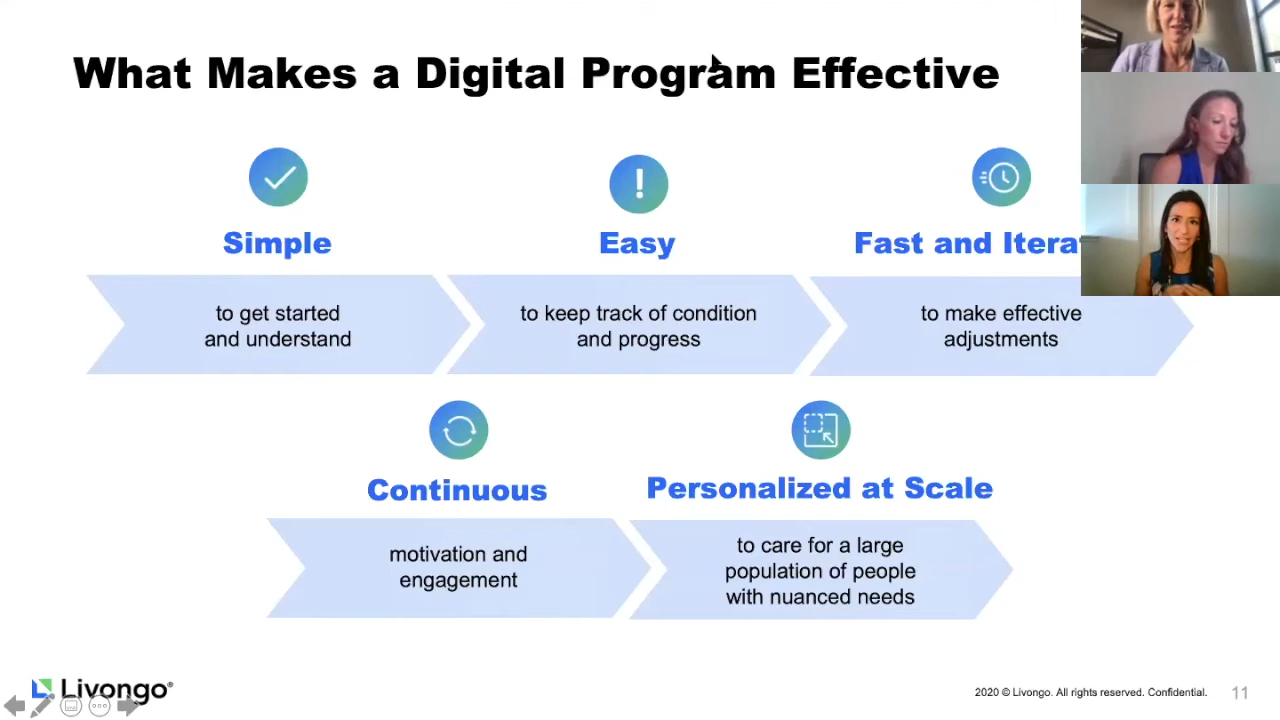 What Makes a Digital Program Effective
Simple
to get started
and understand
Easy
to keep track of condition
and progress
Fast and Itera
to make effective
adjustments
Continuous
motivation and
engagement
Personalized at Scale
to care for a large
population of people
with nuanced needs
Livongo®
2020 © Livongo. All rights reserved. Confidential.
11